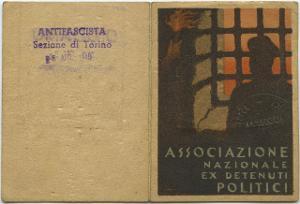 ANTIFASCISTA
Sezione di Torino
ASSOCIAZIONE
NAZIONALE
EX DETENUTI
POLITICI